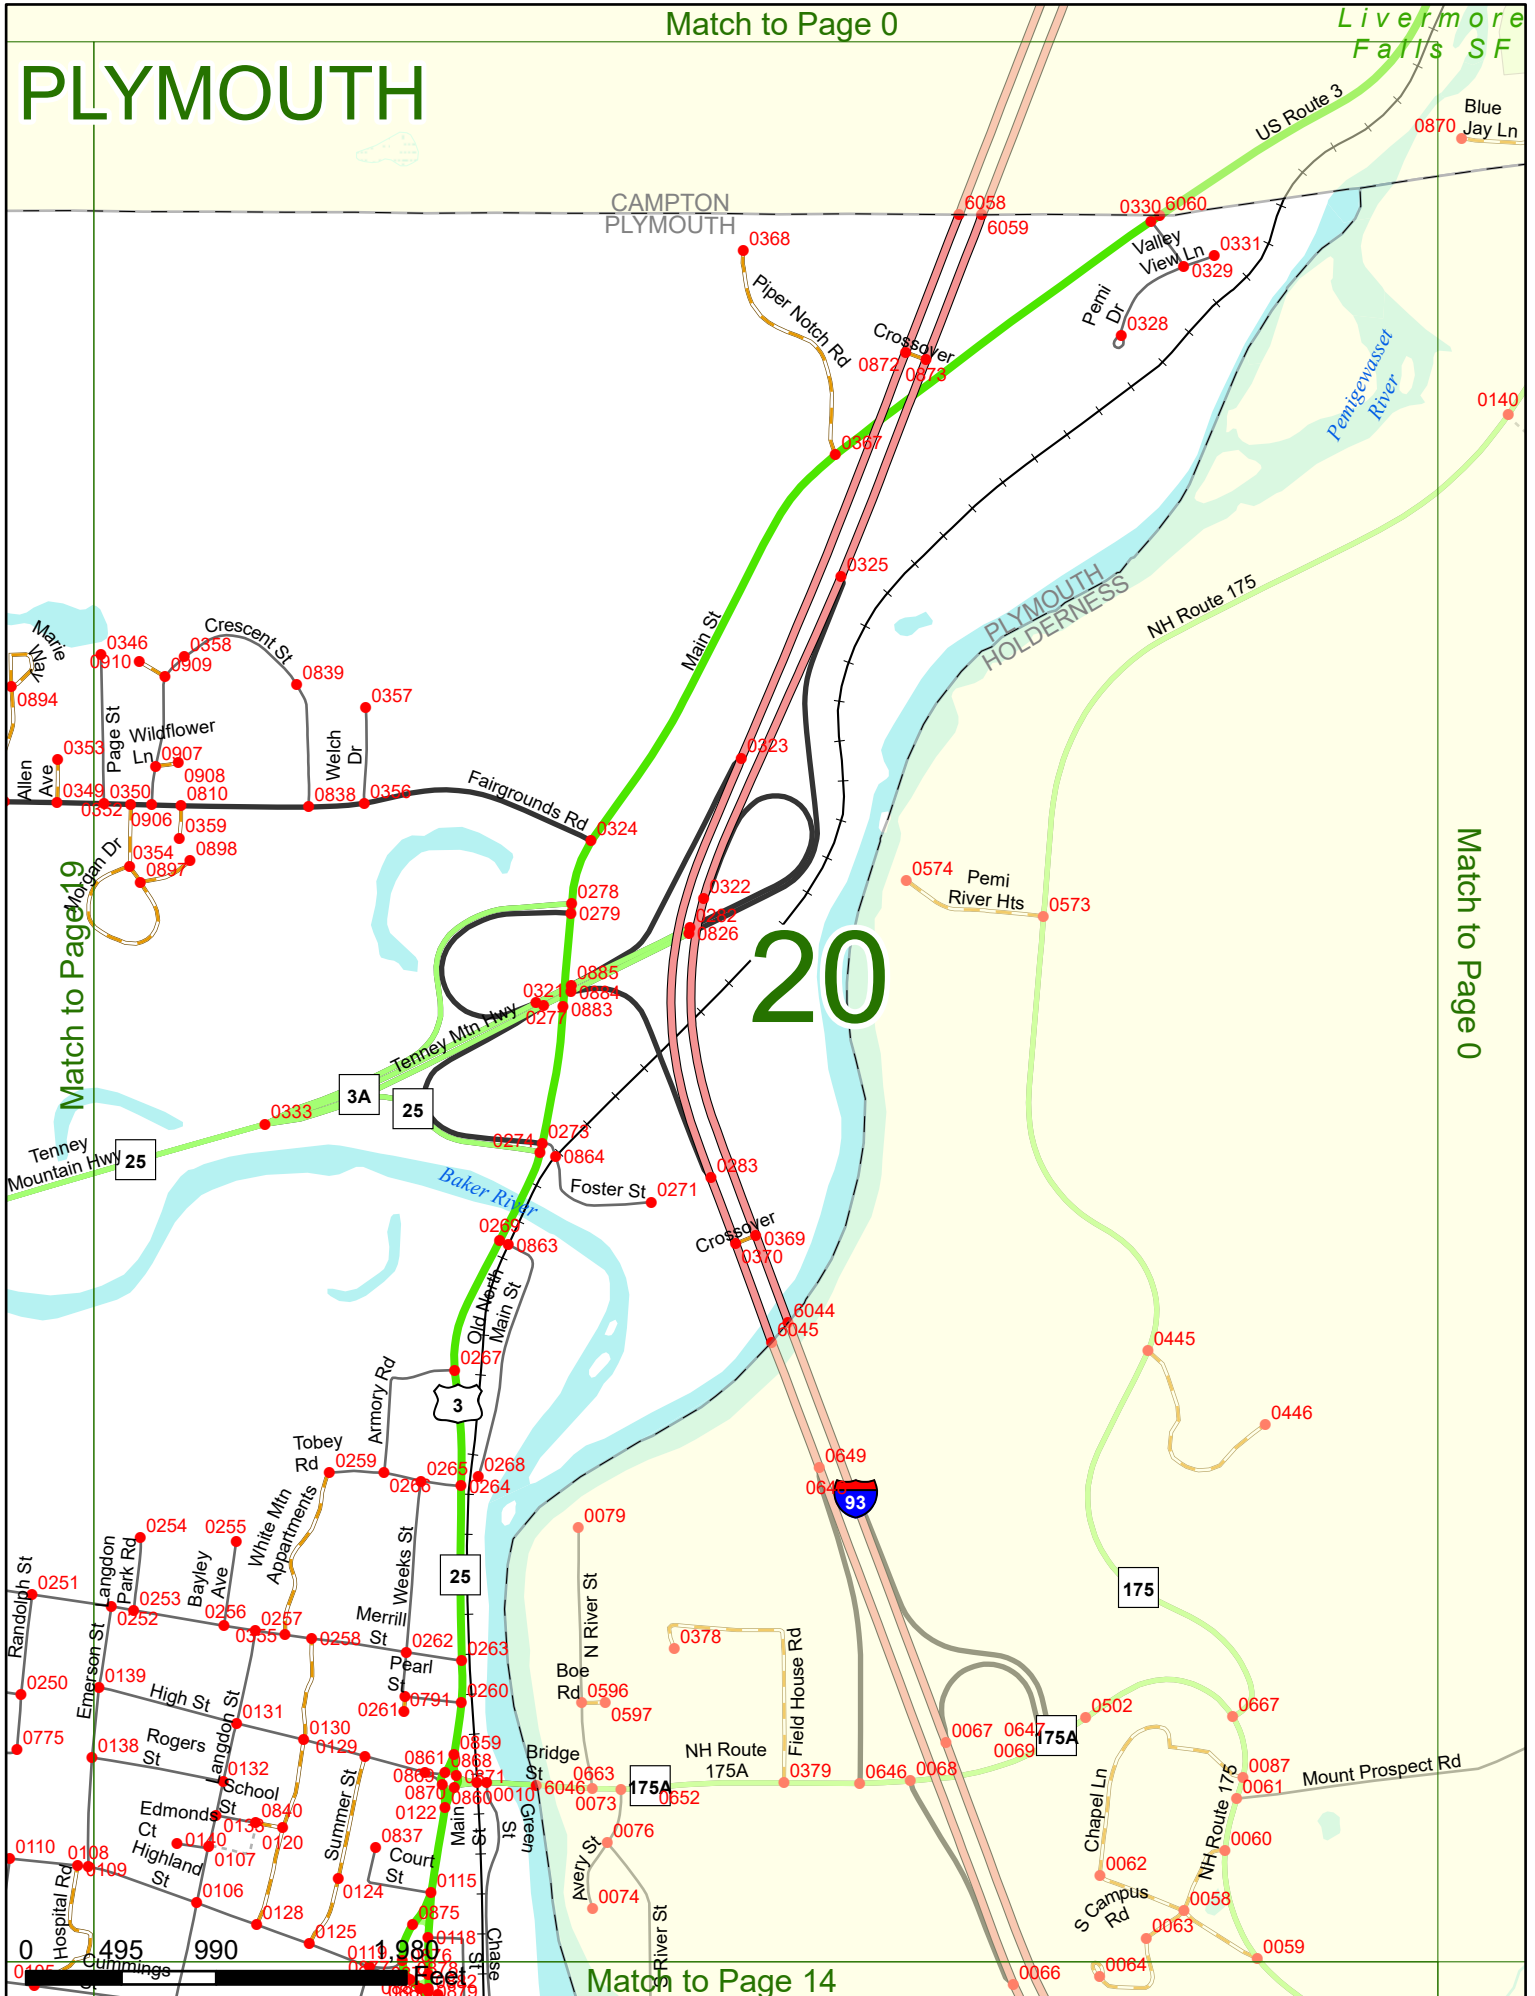 Match to Page 0
Livermore
Falls SF
PLYMOUTH
US Route 3
Blue
Jay Ln
0870
CAMPTON
PLYMOUTH
6058
6059
0330
6060
0368
Valley
View Ln
0331
0329
Piper Notch Rd
Pemi
Dr
0328
Crossover
0872
0873
Pemigewasset
River
0140
0367
0325
PLYMOUTH
HOLDERNESS
NH Route 175
Main St
Marie
Way
0346
0910
0358
0909
Crescent St
0839
0357
0894
Page St
Wildflower
Ln
0907
0908
Welch
Dr
0353
0323
Allen
Ave
0349
0352
0350
0906
0810
0838
0356
Fairgrounds Rd
0324
0359
0354
0898
0897
Morgan Dr
Match to Page 19
0278
0279
0322
0282
0826
0574
Pemi
River Hts
0573
Match to Page 0
20
0885
0884
0321
0277
0883
Tenney Mtn Hwy
3A
25
0333
Tenney
Mountain Hwy
25
0273
0274
0864
Baker River
Foster St
0271
0283
Crossover
0369
0370
0269
0863
Old North
Main St
6044
6045
0267
0445
3
Armory Rd
0446
Tobey
Rd
0259
0265
0266
0268
0264
0649
0648
93
White Mtn
Appartments
Weeks St
0079
0254
0255
Langdon
Park Rd
Bayley
Ave
25
175
Randolph St
0251
0253
0252
0256
0257
0355
0258
Merrill
St
0262
0263
N River St
0378
Field House Rd
Emerson St
0250
0139
High St
Pearl
St
0791
0261
0260
Boe
Rd
0596
0597
0502
0667
Langdon St
0131
0130
0129
0775
0138
Rogers
St
0132
0859
0861
0868
0869
0871
0870
0860
0010
Bridge
St
6046
0663
0073
175A
0652
NH Route
175A
0379
0646
0068
0067
0647
0069
175A
0087
0061
Mount Prospect Rd
School
St
0840
0133
0120
Edmonds
Ct
0140
0107
Summer St
0122
Main
St
St
Green
0837
Court
St
0076
Avery St
0074
Chapel Ln
NH Route 175
0060
0062
0110
0108
0109
Highland
St
0106
0128
0124
0115
0058
S Campus
Rd
0063
0059
0064
Hospital Rd
0125
0875
0118
0119
Chase
St
S River St
0066
0 495 990 1,980
Feet
Cummings
Match to Page 14